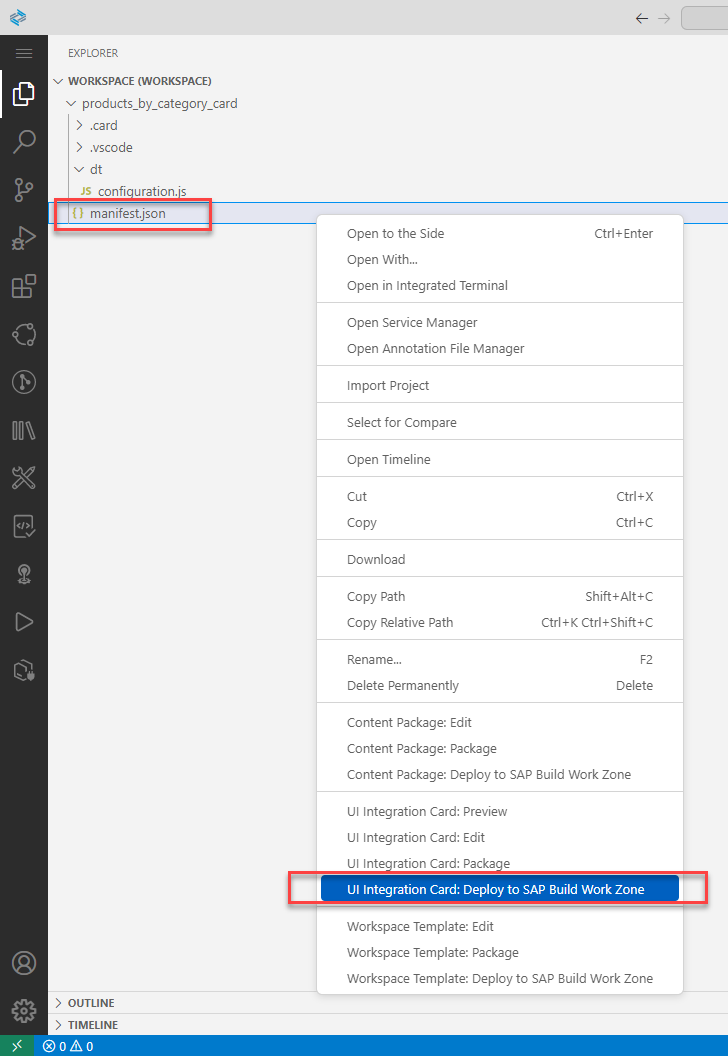 EXPLORER
WORKSPACE (WORKSPACE)
products_by_category_card
.card
.vscode
dt
JS configuration.js
{} manifest.json
Open to the Side Ctrl+Enter
Open With...
Open in Integrated Terminal
Open Service Manager
Open Annotation File Manager
Import Project
Select for Compare
Open Timeline
Cut Ctrl+X
Copy Ctrl+C
Download
Copy Path Shift+Alt+C
Copy Relative Path Ctrl+K Ctrl+Shift+C
Rename... F2
Delete Permanently Delete
Content Package: Edit
Content Package: Package
Content Package: Deploy to SAP Build Work Zone
UI Integration Card: Preview
UI Integration Card: Edit
UI Integration Card: Package
UI Integration Card: Deploy to SAP Build Work Zone
Workspace Template: Edit
Workspace Template: Package
Workspace Template: Deploy to SAP Build Work Zone
OUTLINE
TIMELINE
0 0